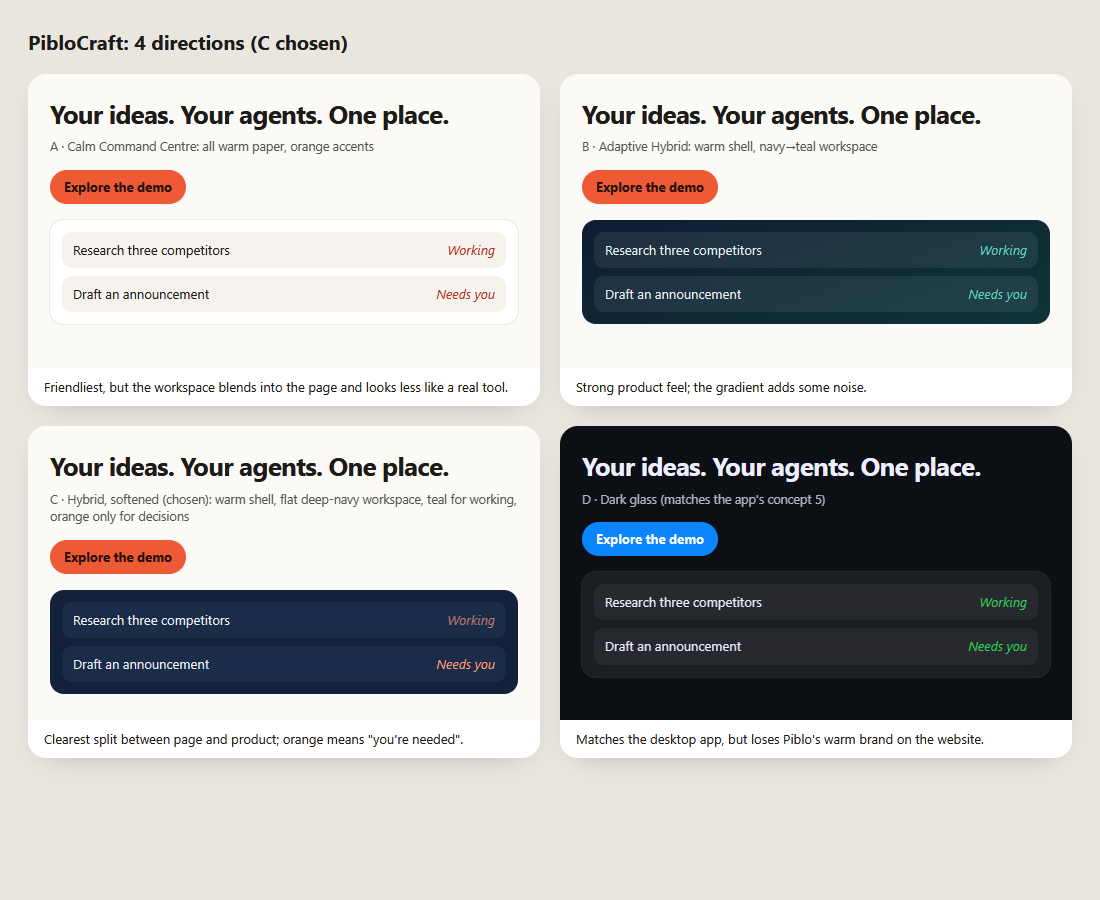 PibloCraft: 4 directions (C chosen)
Your ideas. Your agents. One place.
A · Calm Command Centre: all warm paper, orange accents
Explore the demo
Research three competitors Working
Draft an announcement Needs you
Friendliest, but the workspace blends into the page and looks less like a real tool.
Your ideas. Your agents. One place.
B · Adaptive Hybrid: warm shell, navy→teal workspace
Explore the demo
Research three competitors Working
Draft an announcement Needs you
Strong product feel; the gradient adds some noise.
Your ideas. Your agents. One place.
C · Hybrid, softened (chosen): warm shell, flat deep-navy workspace, teal for working,
orange only for decisions
Explore the demo
Research three competitors Working
Draft an announcement Needs you
Clearest split between page and product; orange means "you're needed".
Your ideas. Your agents. One place.
D · Dark glass (matches the app's concept 5)
Explore the demo
Research three competitors Working
Draft an announcement Needs you
Matches the desktop app, but loses Piblo's warm brand on the website.